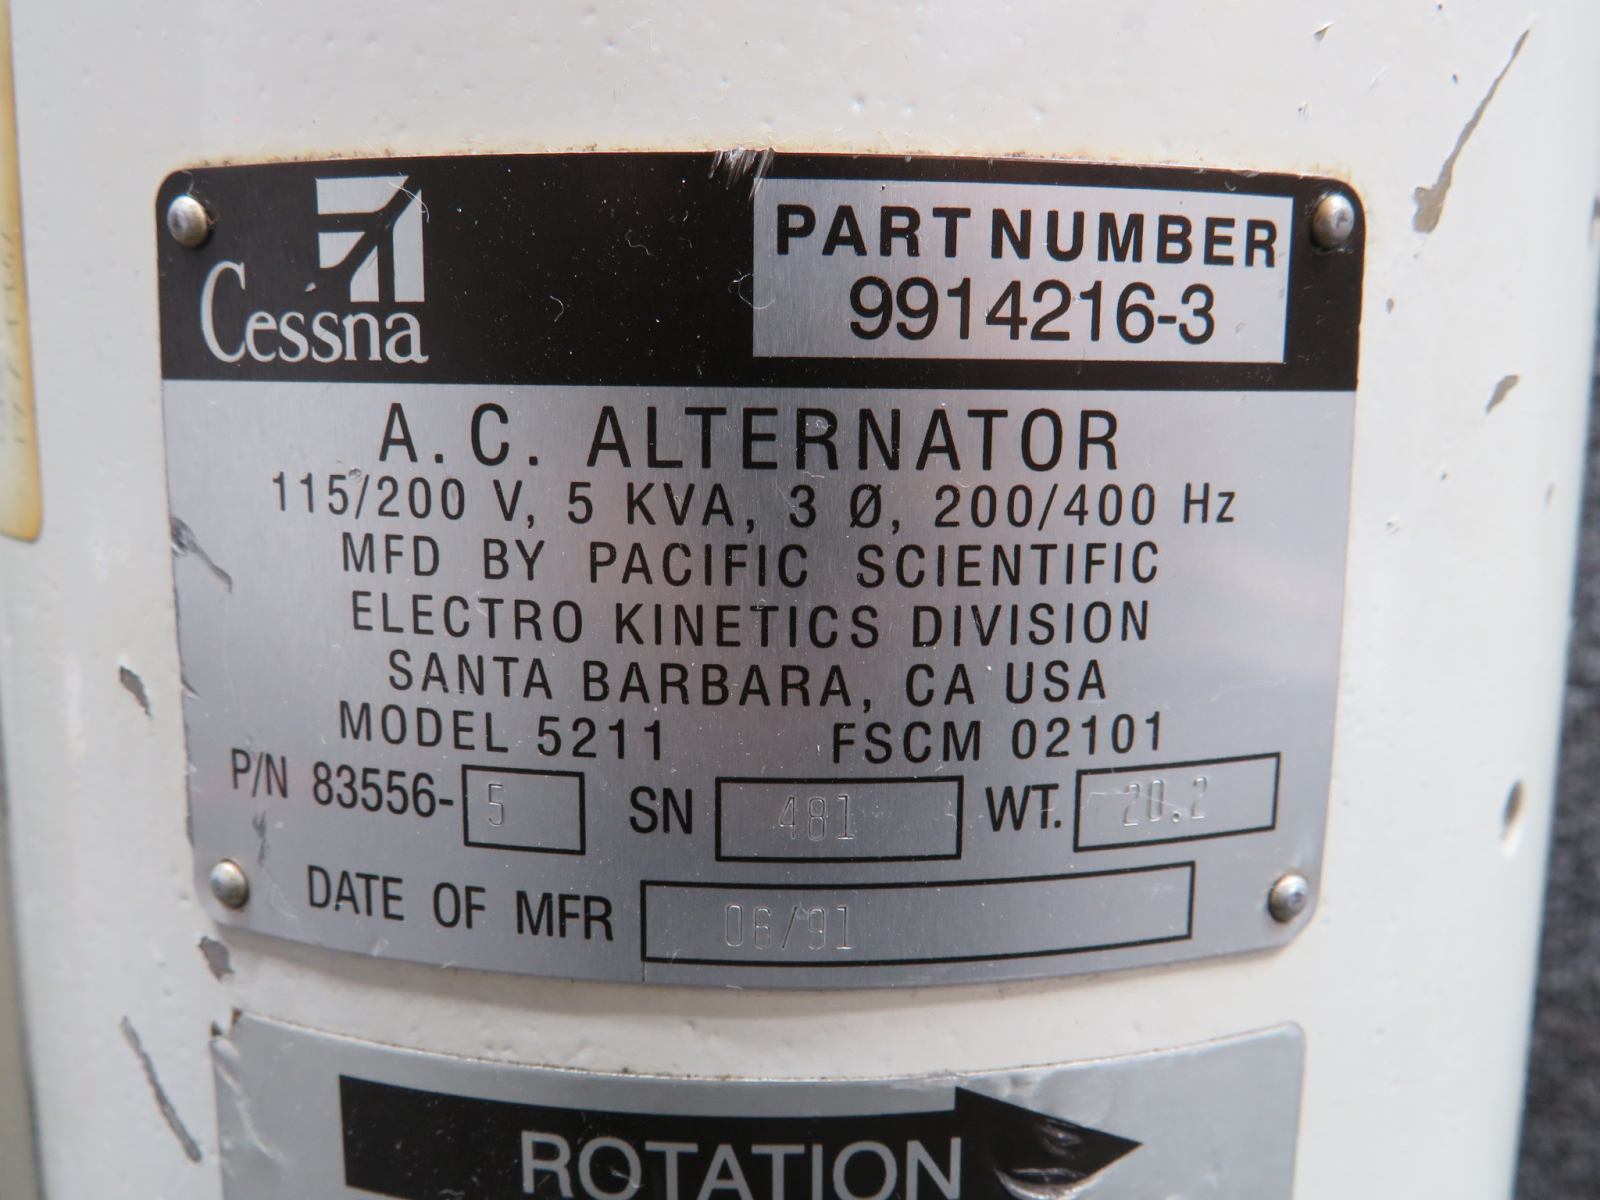 Cessna
PART NUMBER
9914216-3
A.C. ALTERNATOR
115/200 V, 5 KVA, 3 Ø, 200/400 Hz
MFD BY PACIFIC SCIENTIFIC
ELECTRO KINETICS DIVISION
SANTA BARBARA, CA USA
MODEL 5211 FSCM 02101
P/N 83556-5 SN 481 WT. 20.2
DATE OF MFR 06/91
ROTATION